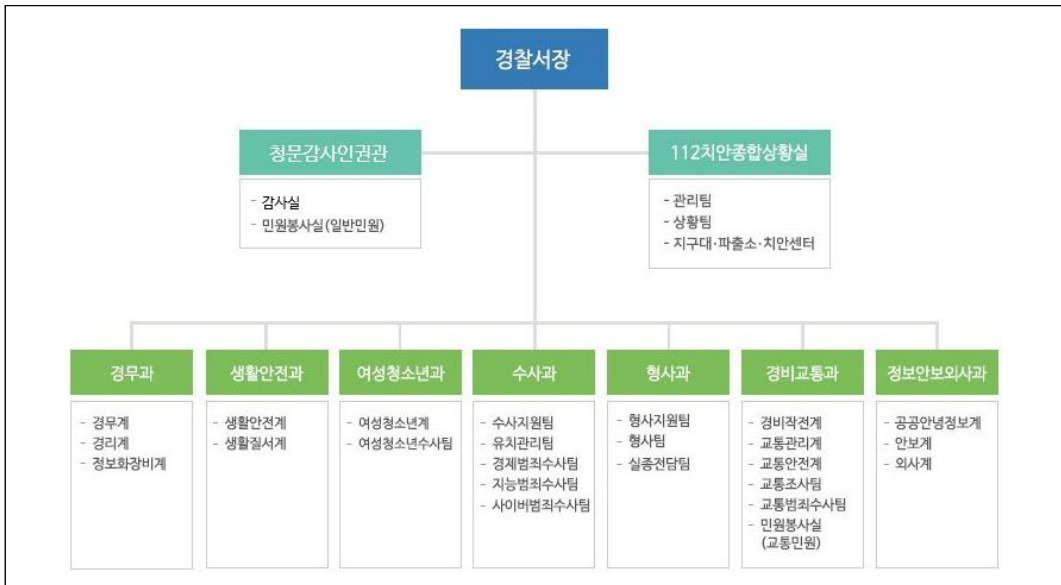 경찰서장
청문감사인권관
- 감사실
- 민원봉사실(일반민원)
112치안종합상황실
- 관리팀
- 상황팀
- 지구대·파출소·치안센터
경무과
- 경무계
- 경리계
- 정보화장비계
생활안전과
- 생활안전계
- 생활질서계
여성청소년과
- 여성청소년계
- 여성청소년수사팀
수사과
- 수사지원팀
- 유치관리팀
- 경제범죄수사팀
- 지능범죄수사팀
- 사이버범죄수사팀
형사과
- 형사지원팀
- 형사팀
- 실종전담팀
경비교통과
- 경비작전계
- 교통관리계
- 교통안전계
- 교통조사팀
- 교통범죄수사팀
- 민원봉사실
(교통민원)
정보안보외사과
- 공공안녕정보계
- 안보계
- 외사계